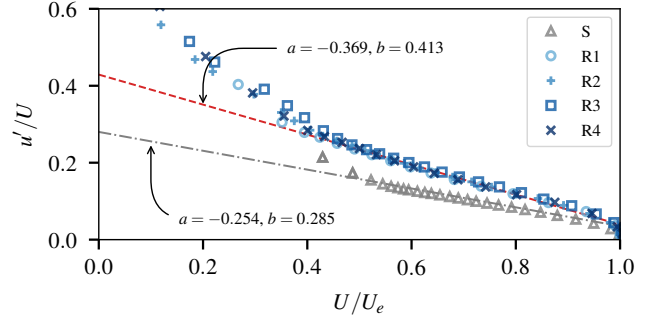 0.6
0.4
0.2
0.0
u′/U
a = −0.369, b = 0.413
a = −0.254, b = 0.285
S
R1
R2
R3
R4
0.0 0.2 0.4 0.6 0.8 1.0
U/Uₑ